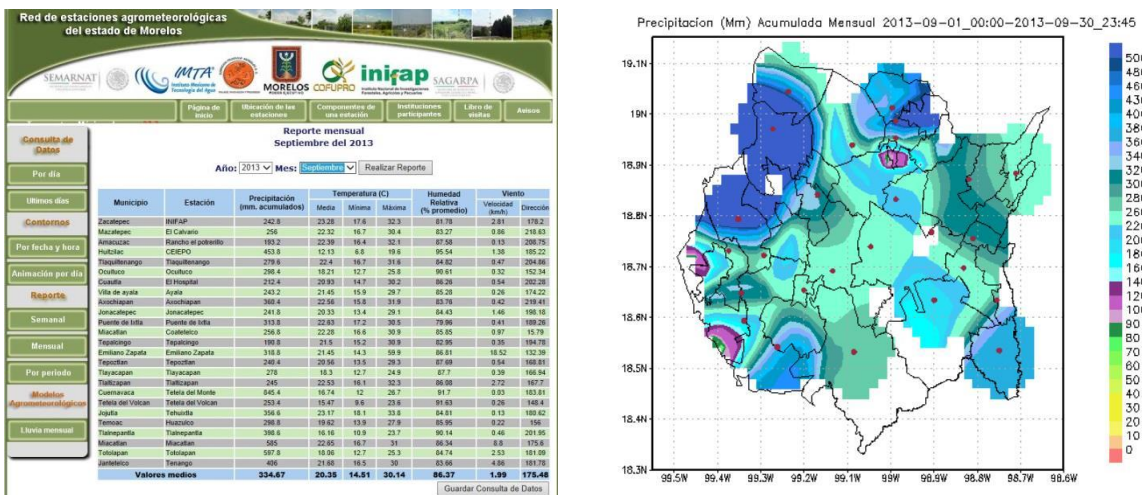 Red de estaciones agrometeorológicas
del estado de Morelos
SEMARNAT
IMTA
Instituto Mexicano de
Tecnología del Agua
MORELOS
PODER EJECUTIVO
COFUPRO
inifap
Instituto Nacional de Investigaciones
Forestales, Agrícolas y Pecuarias
SAGARPA
Página de inicio
Ubicación de las estaciones
Componentes de una estación
Instituciones participantes
Libro de visitas
Avisos
Consulta de Datos
Por día
Ultimos días
Contornos
Por fecha y hora
Animación por día
Reporte
Semanal
Mensual
Por periodo
Modelos Agrometeorológicos
Lluvia mensual
Reporte mensual
Septiembre del 2013
Año: 2013 Mes: Septiembre Realizar Reporte
Municipio Estación Precipitación (mm. acumulados) Temperatura (C) Humedad Relativa (% promedio) Viento
Media Mínima Máxima Velocidad (km/h) Dirección
Zacatepec INIFAP 242.8 23.28 17.6 32.3 81.78 2.81 178.2
Mazatepec El Calvario 256 22.32 16.7 30.4 83.27 0.86 218.63
Amacuzac Rancho el potrerillo 193.2 22.39 16.4 32.1 87.58 0.13 208.75
Huitzilac CEIEPO 453.8 12.13 6.8 19.6 95.54 1.38 185.22
Tlaquiltenango Tlaquiltenango 279.6 22.4 16.7 31.6 84.82 0.47 204.86
Ocuituco Ocuituco 298.4 18.21 12.7 25.8 90.61 0.32 152.34
Cuautla El Hospital 212.4 20.93 14.7 30.2 86.26 0.54 202.28
Villa de ayala Ayala 243.2 21.45 15.9 29.7 85.28 0.26 174.22
Axochiapan Axochiapan 360.4 22.56 15.8 31.9 83.76 0.42 219.41
Jonacatepec Jonacatepec 241.8 20.33 13.4 29.1 84.43 1.46 198.18
Puente de Ixtla Puente de Ixtla 313.8 22.63 17.2 30.5 79.96 0.41 189.26
Miacatlan Coatetelco 256.8 22.28 16.6 30.9 85.85 0.97 15.79
Tepalcingo Tepalcingo 190.8 21.5 15.2 30.9 82.95 0.35 194.78
Emiliano Zapata Emiliano Zapata 318.8 21.45 14.3 59.9 86.81 18.52 132.39
Tepoztlan Tepoztlan 240.4 20.56 13.5 29.3 87.69 0.54 168.81
Tlayacapan Tlayacapan 278 18.3 12.7 24.9 87.7 0.39 166.94
Tlaltizapan Tlaltizapan 245 22.53 16.1 32.3 86.08 2.72 167.7
Cuernavaca Tetela del Monte 845.4 16.74 12 26.7 91.7 0.03 183.81
Tetela del Volcan Tetela del Volcan 253.4 15.47 9.6 23.6 91.63 0.26 148.4
Jojutla Tehuixtla 356.6 23.17 18.1 33.8 84.81 0.13 180.62
Temoac Huazulco 298.8 19.62 13.9 27.9 85.95 0.22 156
Tlalnepantla Tlalnepantla 398.6 16.16 10.9 23.7 90.14 0.46 201.95
Miacatlan Miacatlan 585 22.65 16.7 31 86.34 8.8 175.6
Totolapan Totolapan 597.8 18.06 12.7 25.3 84.74 2.53 181.09
Jantetelco Tenango 406 21.68 16.5 30 83.66 4.86 181.78
Valores medios 334.67 20.35 14.51 30.14 86.37 1.99 175.48
Guardar Consulta de Datos
Precipitacion (Mm) Acumulada Mensual 2013-09-01_00:00-2013-09-30_23:45
19.1N
19N
18.9N
18.8N
18.7N
18.6N
18.5N
18.4N
18.3N
99.5W 99.4W 99.3W 99.2W 99.1W 99W 98.9W 98.8W 98.7W 98.6W
90
80
70
60
50
40
30
20
10
0